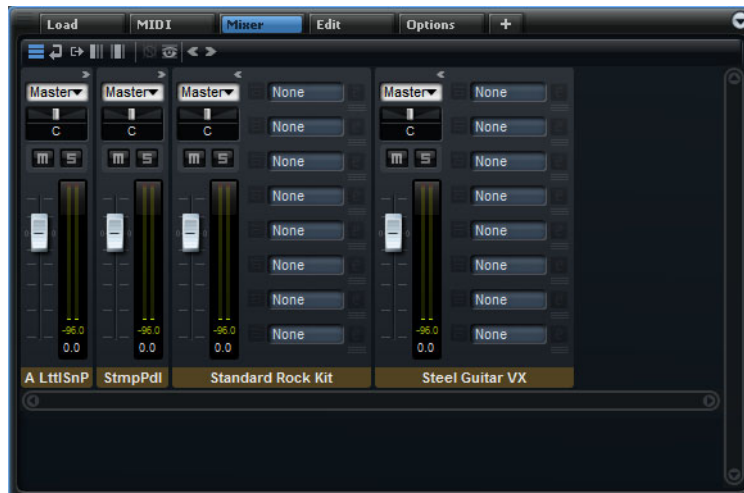 Load MIDI Mixer Edit Options +
Master Master Master None Master None
C C None C None
M S M S M S None M S None
None None
None None
None None
None None
-96.0 -96.0 -96.0 None -96.0 None
0.0 0.0 0.0 0.0
A LttlSnP StmpPdl Standard Rock Kit Steel Guitar VX